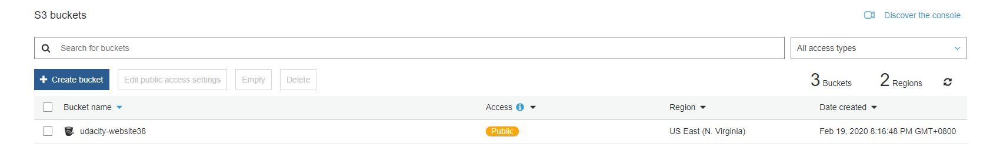 S3 buckets
Discover the console
Search for buckets
All access types
Create bucket Edit public access settings Empty Delete
3 Buckets 2 Regions
Bucket name Access Region Date created
udacity-website38 Public US East (N. Virginia) Feb 19, 2020 8:16:48 PM GMT+0800